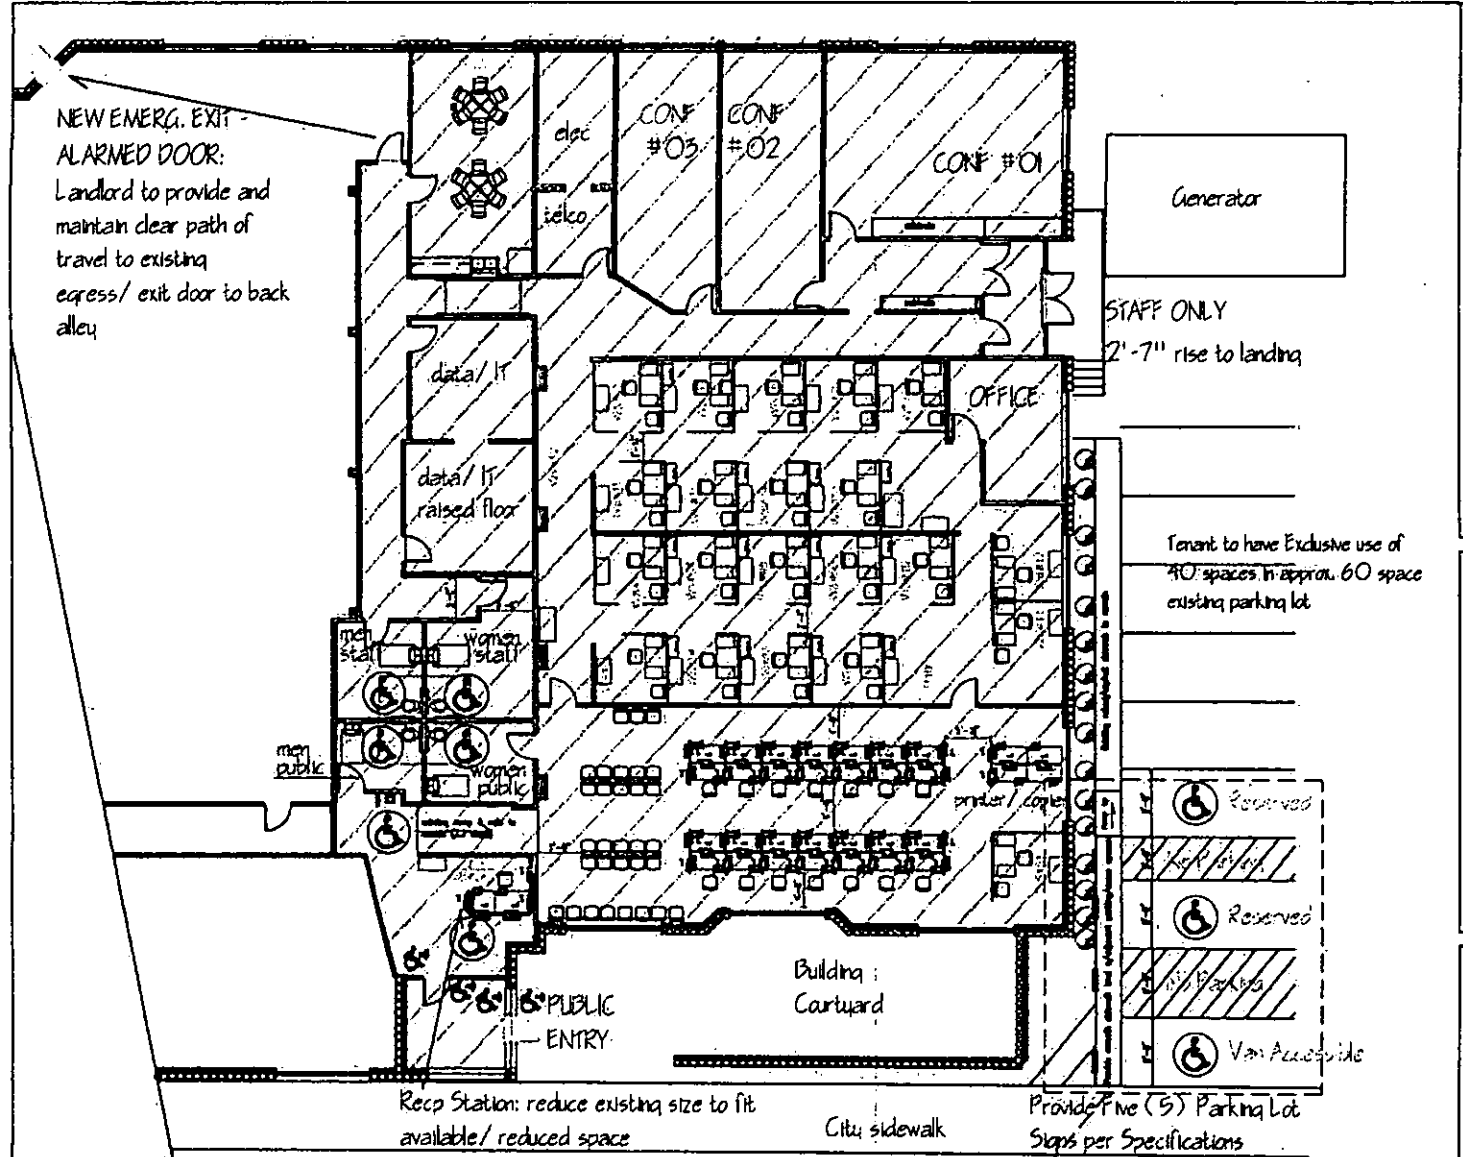 NEW EMERG. EXIT -
ALARMED DOOR:
Landlord to provide and
maintain clear path of
travel to existing
egress/ exit door to back
alley
elec
telco
CONF
#03
CONF
#02
CONF #01
Generator
STAFF ONLY
2'-7" rise to landing
data/ IT
OFFICE
data/ IT
raised floor
Tenant to have Exclusive use of
40 spaces in approx. 60 space
existing parking lot
men
staff
women
staff
men
public
women
public
printer/ copier
Reserved
No Parking
Reserved
No Parking
Van Accessible
Building
Courtyard
PUBLIC
ENTRY
Recp Station: reduce existing size to fit
available/ reduced space
City sidewalk
Provide Five (5) Parking Lot
Signs per Specifications